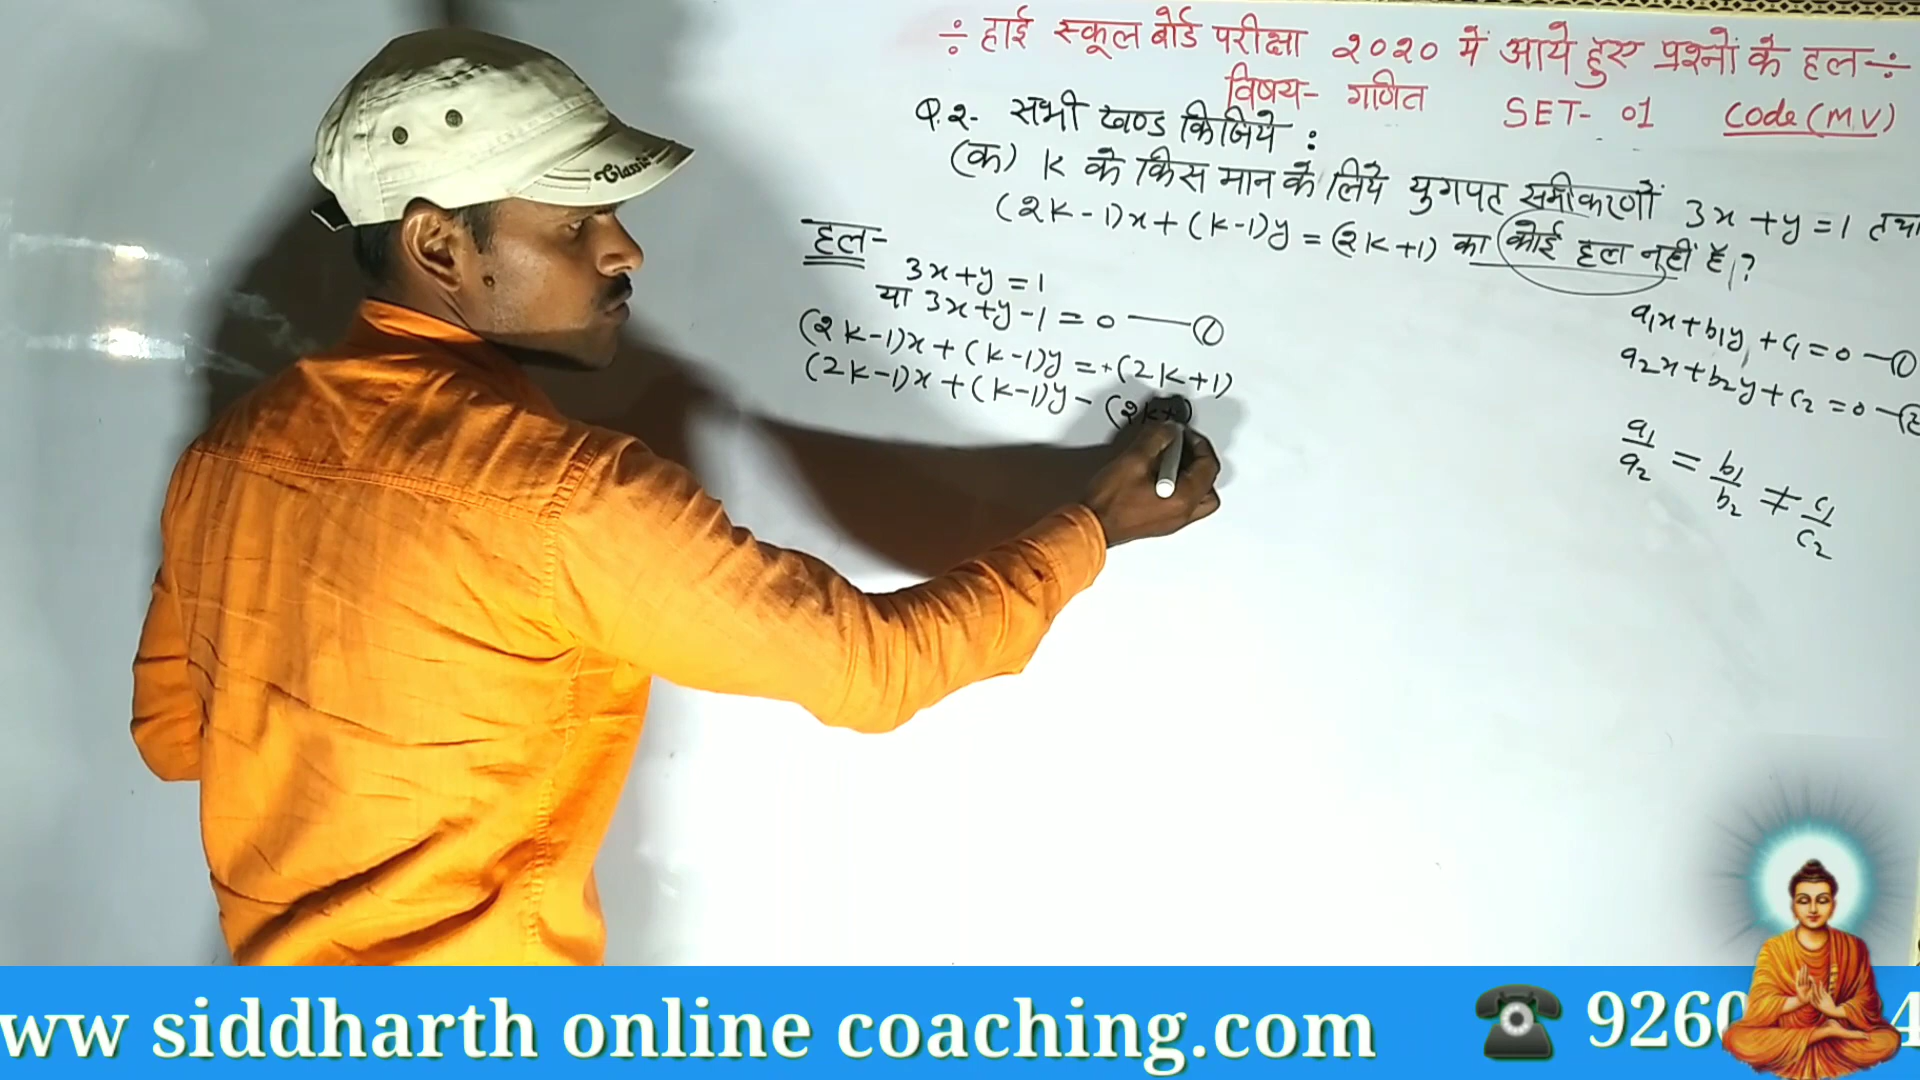 ÷ हाई स्कूल बोर्ड परीक्षा २०२० में आये हुए प्रश्नों के हल ÷
विषय- गणित SET- 01 Code (MV)
Q.२- सभी खण्ड किजिये :
(क) K के किस मान के लिये युगपत समीकरणों 3x + y = 1 तथा
(2K-1)x + (K-1)y = (2K+1) का कोई हल नहीं है ?
हल-
3x+y = 1
या 3x+y-1 = 0 — ①
(2K-1)x + (K-1)y = +(2K+1)
(2K-1)x + (K-1)y - (2K+
a₁x + b₁y + c₁ = 0 — ①
a₂x + b₂y + c₂ = 0 — ②
a₁/a₂ = b₁/b₂ ≠ c₁/c₂
Classic
ww siddharth online coaching.com
☎ 9260